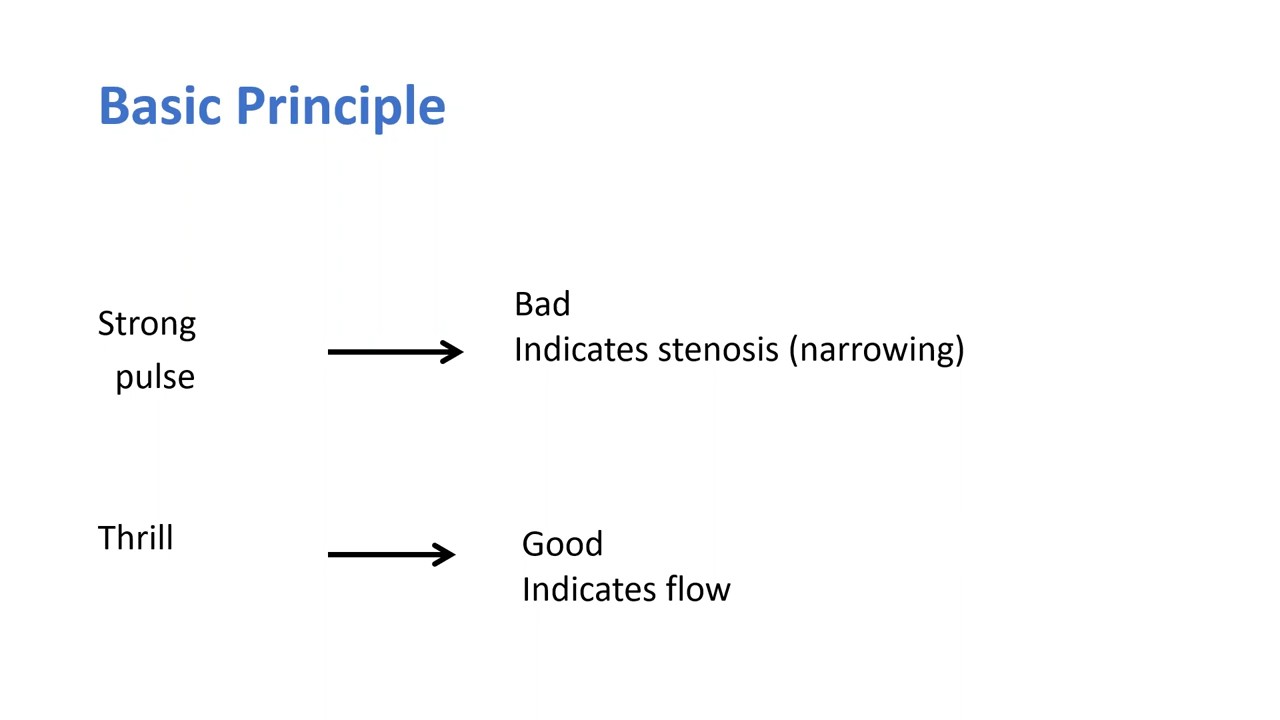 Basic Principle
Strong
pulse
Bad
Indicates stenosis (narrowing)
Thrill
Good
Indicates flow